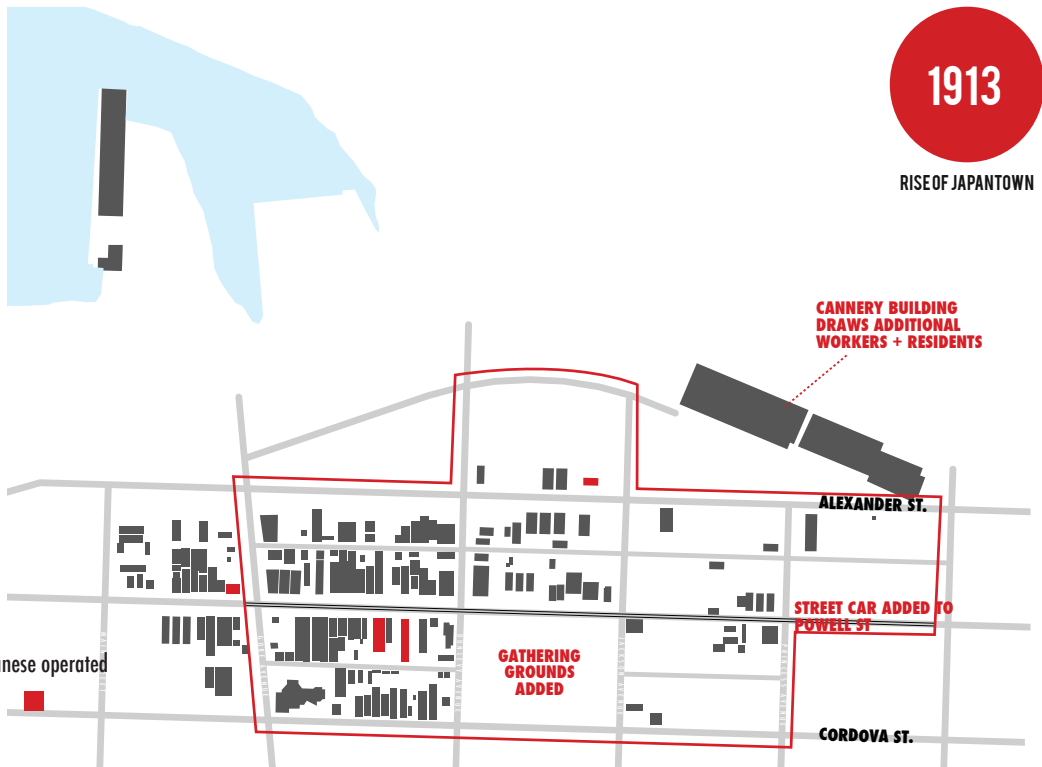 1913
RISE OF JAPANTOWN
CANNERY BUILDING
DRAWS ADDITIONAL
WORKERS + RESIDENTS
ALEXANDER ST.
STREET CAR ADDED TO
POWELL ST
GATHERING
GROUNDS
ADDED
anese operated
CORDOVA ST.